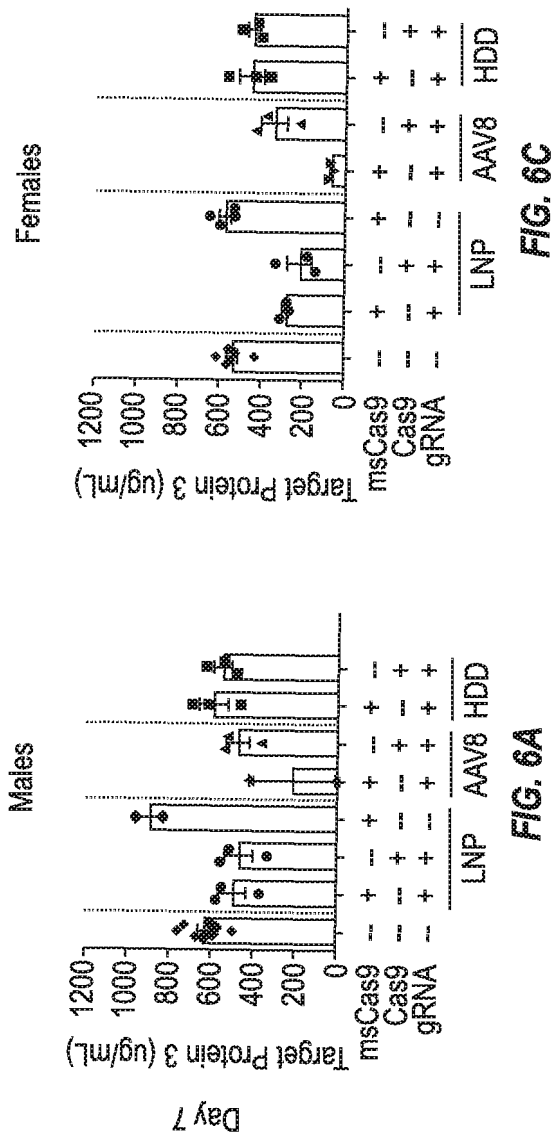 Day 7
Males
Target Protein 3 (ug/mL)
1200
1000
800
600
400
200
0
msCas9 -- + -- + + -- + --
Cas9 -- -- + -- -- + -- +
gRNA -- + + -- + + + +
LNP AAV8 HDD
FIG. 6A
Females
Target Protein 3 (ug/mL)
1200
1000
800
600
400
200
0
msCas9 -- + -- + + -- + --
Cas9 -- -- + -- -- + -- +
gRNA -- + + -- + + + +
LNP AAV8 HDD
FIG. 6C